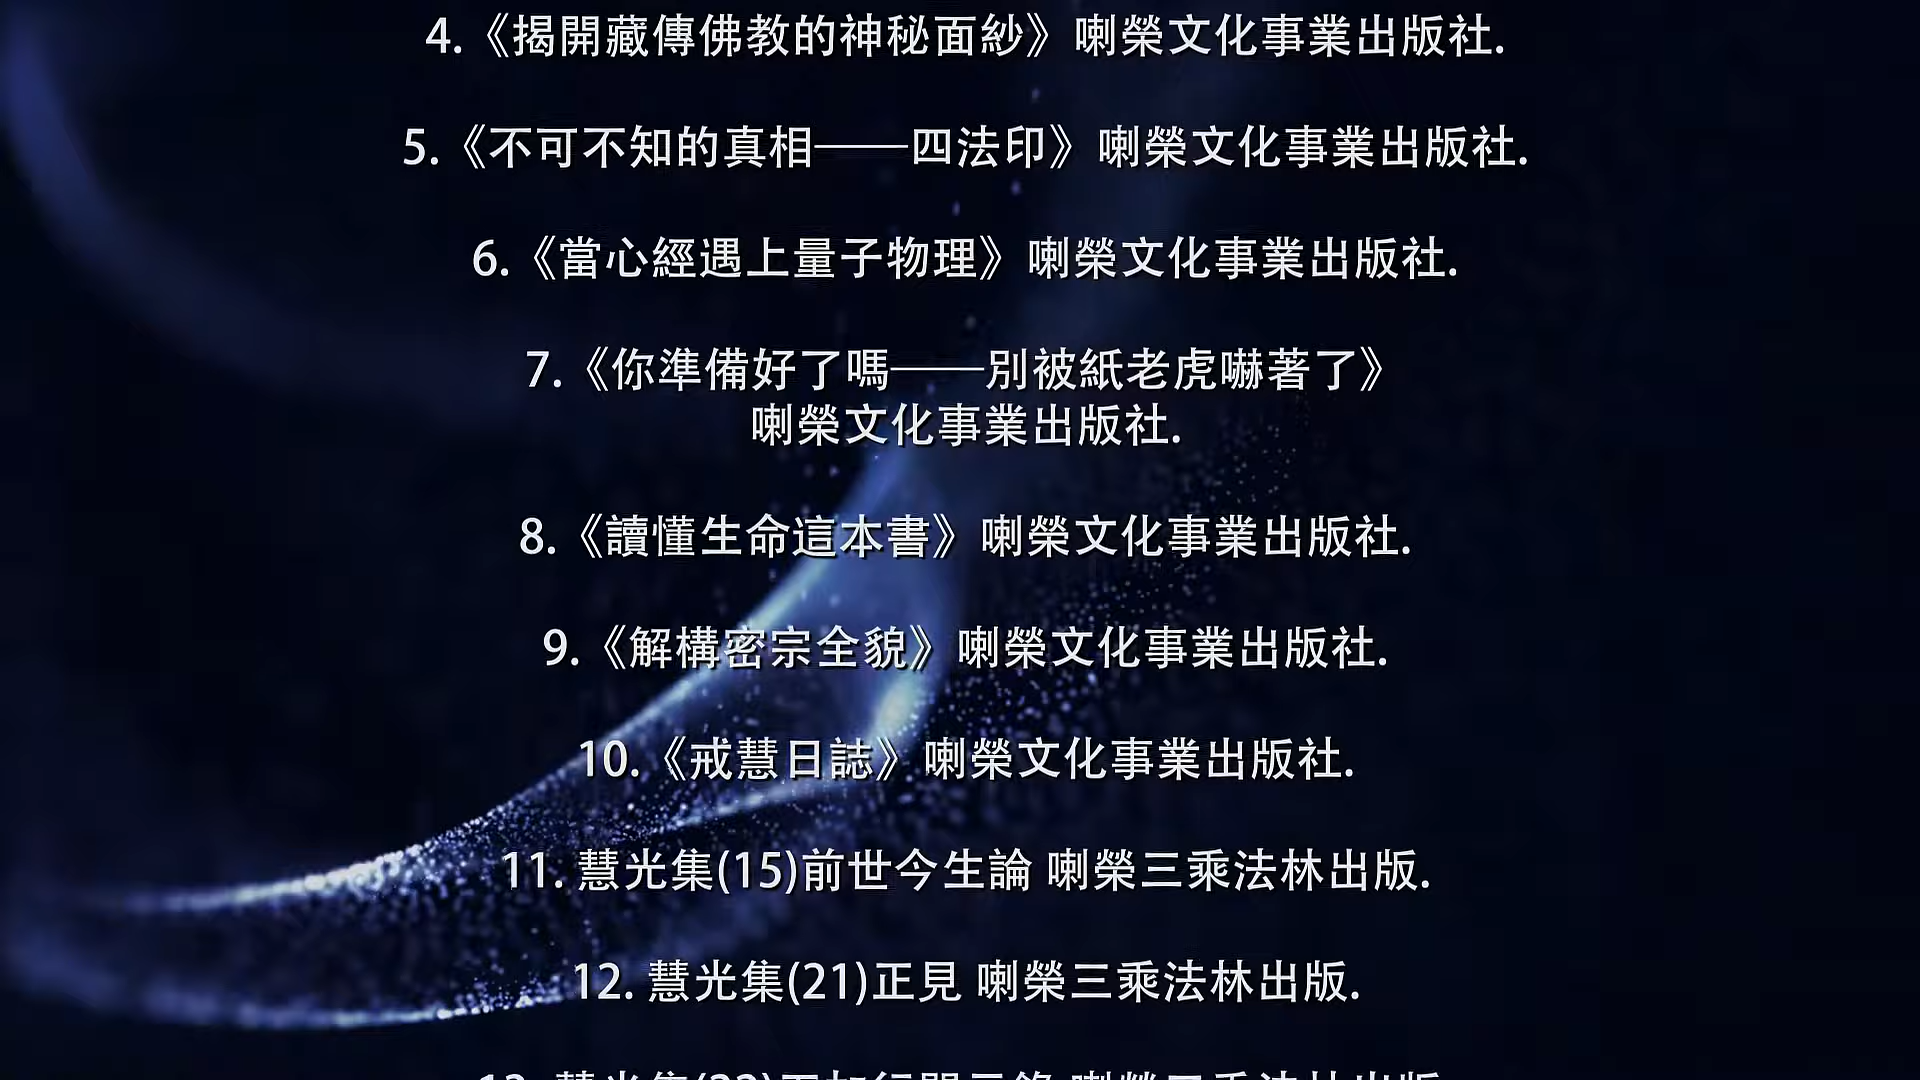 4.《揭開藏傳佛教的神秘面紗》喇榮文化事業出版社.
5.《不可不知的真相——四法印》喇榮文化事業出版社.
6.《當心經遇上量子物理》喇榮文化事業出版社.
7.《你準備好了嗎——別被紙老虎嚇著了》
喇榮文化事業出版社.
8.《讀懂生命這本書》喇榮文化事業出版社.
9.《解構密宗全貌》喇榮文化事業出版社.
10.《戒慧日誌》喇榮文化事業出版社.
11. 慧光集(15)前世今生論 喇榮三乘法林出版.
12. 慧光集(21)正見 喇榮三乘法林出版.